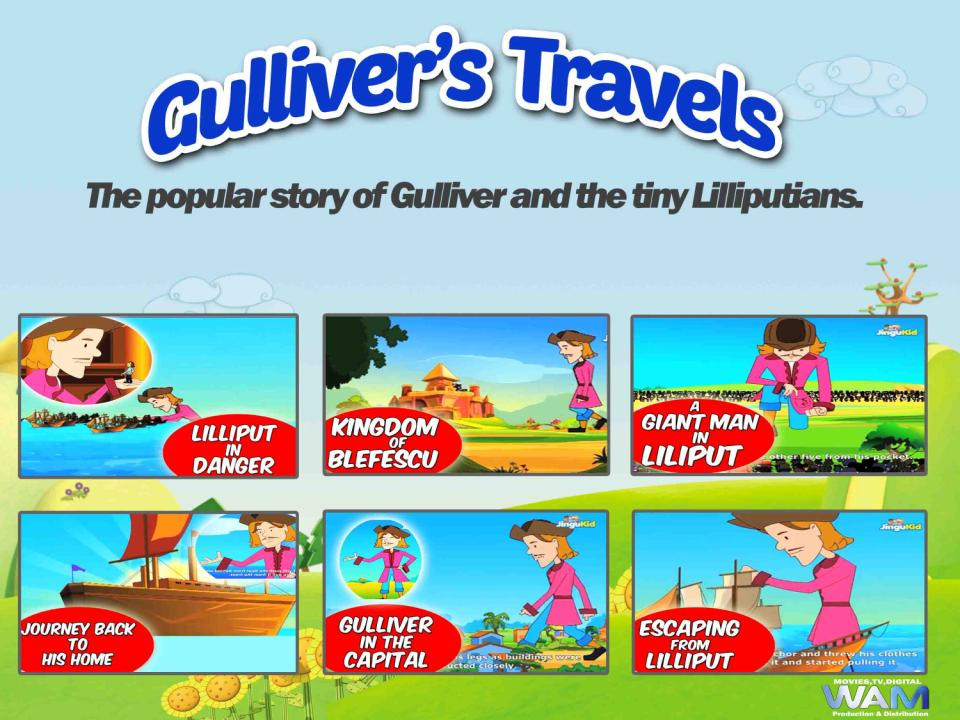 Gulliver's Travels
The popular story of Gulliver and the tiny Lilliputians.
LILLIPUT
IN
DANGER
KINGDOM
OF
BLEFESCU
JinguKid
A
GIANT MAN
IN
LILIPUT
other five from his pocket.
JOURNEY BACK
TO
HIS HOME
JinguKid
GULLIVER
IN THE
CAPITAL
legs as buildings were
ucted closely
JinguKid
ESCAPING
FROM
LILLIPUT
chor and threw his clothes
it and started pulling it
MOVIES,TV,DIGITAL
WAM
Production & Distribution